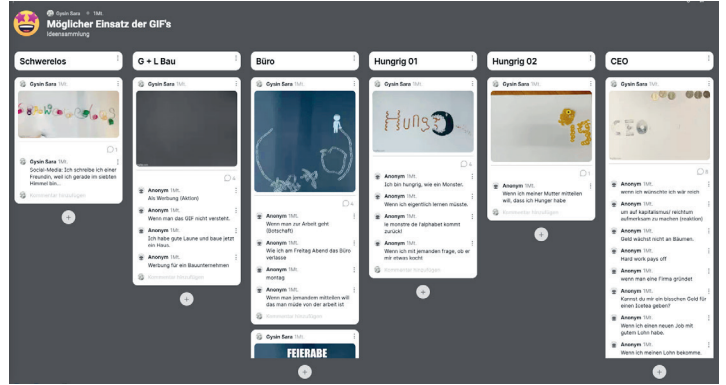 Gysin Sara + 1Mt.
Möglicher Einsatz der GIF's
Ideensammlung
Schwerelos
Gysin Sara 1Mt.
1
Gysin Sara 1Mt.
Social-Media: Ich schreibe ich einer
Freundin, weil ich gerade im siebten
Himmel bin...
Kommentar hinzufügen
G + L Bau
Gysin Sara 1Mt.
4
Anonym 1Mt.
Als Werbung (Aktion)
Anonym 1Mt.
Wenn man das GIF nicht versteht.
Anonym 1Mt.
Ich habe gute Laune und baue jetzt
ein Haus.
Anonym 1Mt.
Werbung für ein Bauunternehmen
Kommentar hinzufügen
Büro
Gysin Sara 1Mt.
4
Anonym 1Mt.
Wenn man zur Arbeit geht
(Botschaft)
Anonym 1Mt.
Wie ich am Freitag Abend das Büro
verlasse
Anonym 1Mt.
montag
Anonym 1Mt.
Wenn man jemandem mitteilen will
das man müde von der arbeit ist
Kommentar hinzufügen
Gysin Sara 1Mt.
FEIERABE
Hungrig 01
Gysin Sara 1Mt.
Hung
4
Anonym 1Mt.
Ich bin hungrig, wie ein Monster.
Anonym 1Mt.
Wenn ich eigentlich lernen müsste.
Anonym 1Mt.
le monstre de l'alphabet kommt
zurück!
Anonym 1Mt.
Wenn ich mit jemanden frage, ob er
mir etwas kocht
Kommentar hinzufügen
Hungrig 02
Gysin Sara 1Mt.
ig
1
Anonym 1Mt.
Wenn ich meiner Mutter mitteilen
will, dass ich Hunger habe
Kommentar hinzufügen
CEO
Gysin Sara 1Mt.
CEO
8
Anonym 1Mt.
wenn ich wünschte ich wär reich
Anonym 1Mt.
um auf kapitalismus/ reichtum
aufmerksam zu machen (reaktion)
Anonym 1Mt.
Geld wächst nicht an Bäumen.
Anonym 1Mt.
Hard work pays off
Anonym 1Mt.
wenn man eine Firma gründet
Anonym 1Mt.
Kannst du mir ein bisschen Geld für
einen Icetea geben?
Anonym 1Mt.
Wenn ich einen neuen Job mit
gutem Lohn habe.
Anonym 1Mt.
Wenn ich meinen Lohn bekomme.